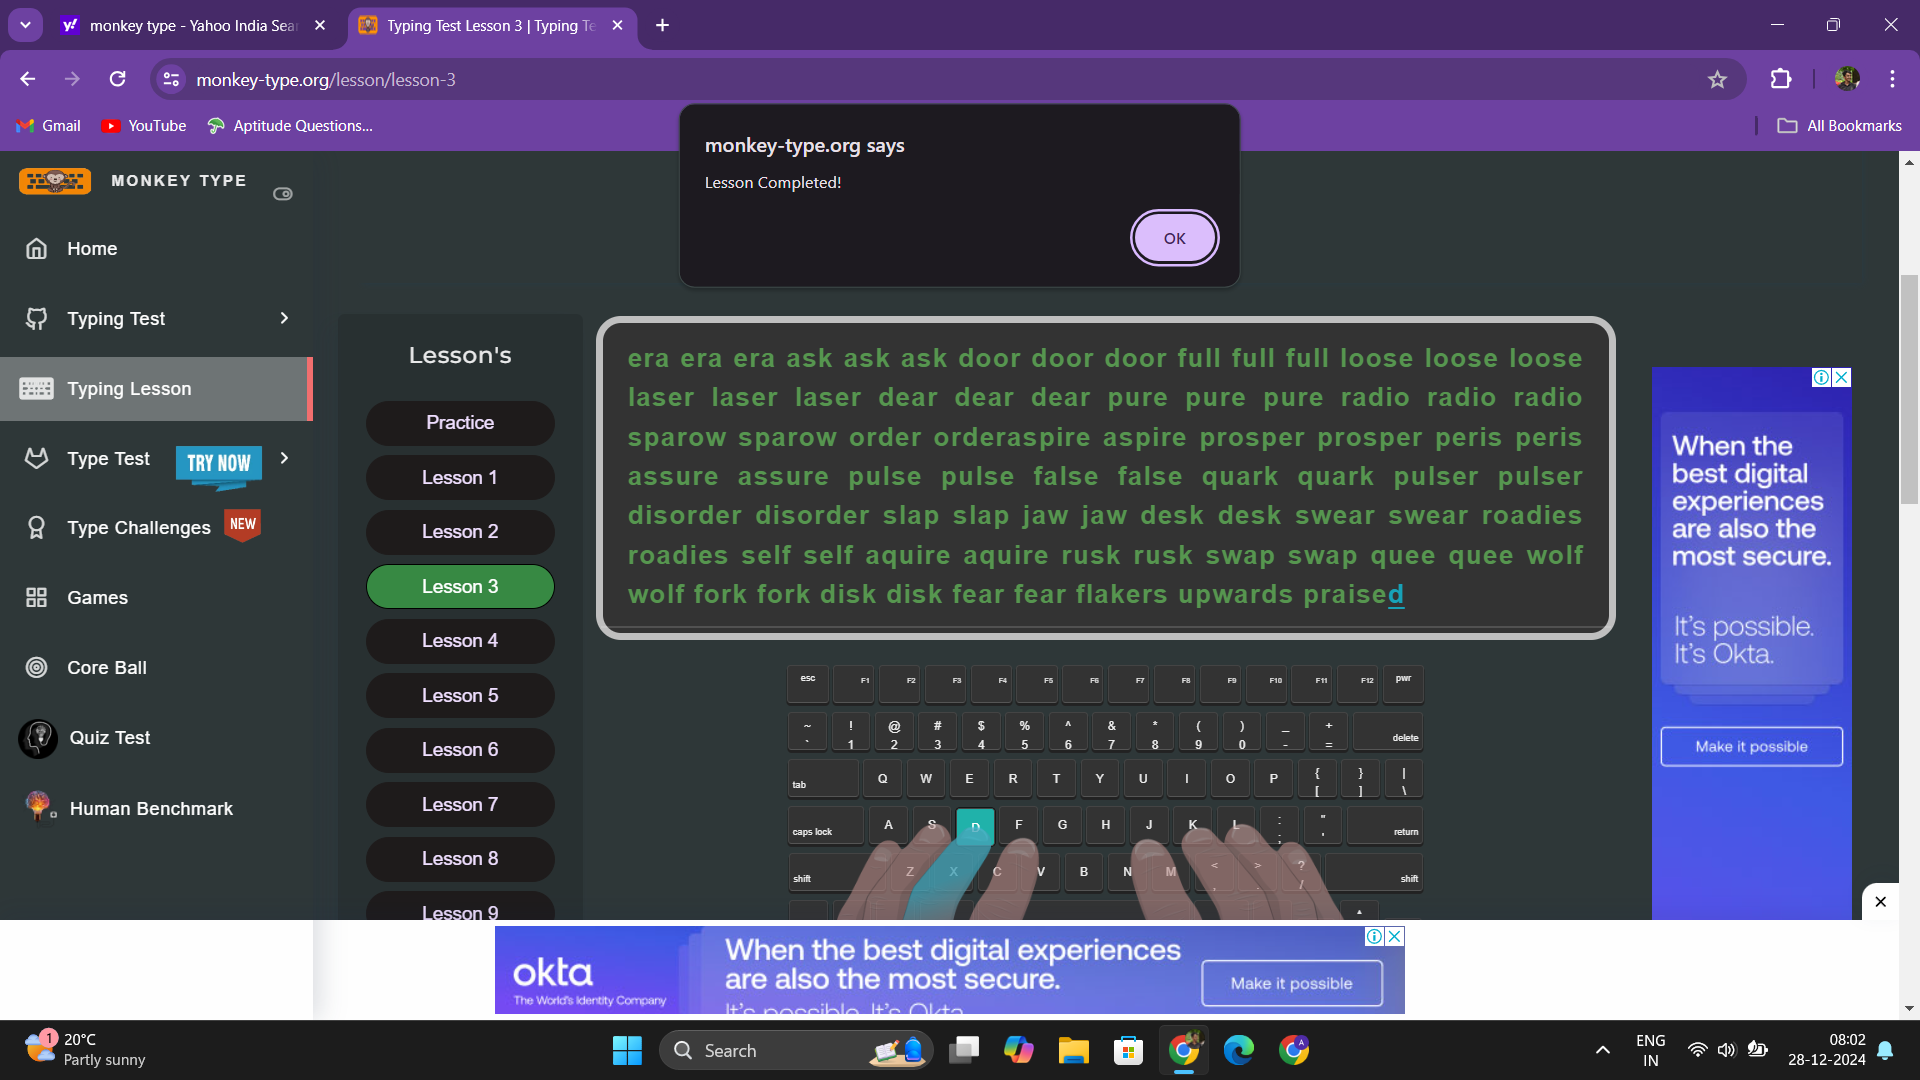 monkey type - Yahoo India Sear
Typing Test Lesson 3 | Typing Te
monkey-type.org/lesson/lesson-3
Gmail
YouTube
Aptitude Questions...
All Bookmarks
monkey-type.org says
Lesson Completed!
OK
MONKEY TYPE
Home
Typing Test
Typing Lesson
Type Test
TRY NOW
Type Challenges
NEW
Games
Core Ball
Quiz Test
Human Benchmark
Lesson's
Practice
Lesson 1
Lesson 2
Lesson 3
Lesson 4
Lesson 5
Lesson 6
Lesson 7
Lesson 8
Lesson 9
era era era ask ask ask door door door full full full loose loose loose
laser laser laser dear dear dear pure pure pure radio radio radio
sparow sparow order orderaspire aspire prosper prosper peris peris
assure assure pulse pulse false false quark quark pulser pulser
disorder disorder slap slap jaw jaw desk desk swear swear roadies
roadies self self aquire aquire rusk rusk swap swap quee quee wolf
wolf fork fork disk disk fear fear flakers upwards praised
esc F1 F2 F3 F4 F5 F6 F7 F8 F9 F10 F11 F12 pwr
~ ! @ # $ % ^ & * ( ) _ +
` 1 2 3 4 5 6 7 8 9 0 - = delete
tab Q W E R T Y U I O P { } |
[ ] \
caps lock A S D F G H J K L : "
; ' return
shift Z X C V B N M < > ?
, . / shift
When the
best digital
experiences
are also the
most secure.
It's possible.
It's Okta.
Make it possible
okta
The World's Identity Company
When the best digital experiences
are also the most secure.
It's possible. It's Okta.
Make it possible
1
20°C
Partly sunny
Search
ENG
IN
08:02
28-12-2024